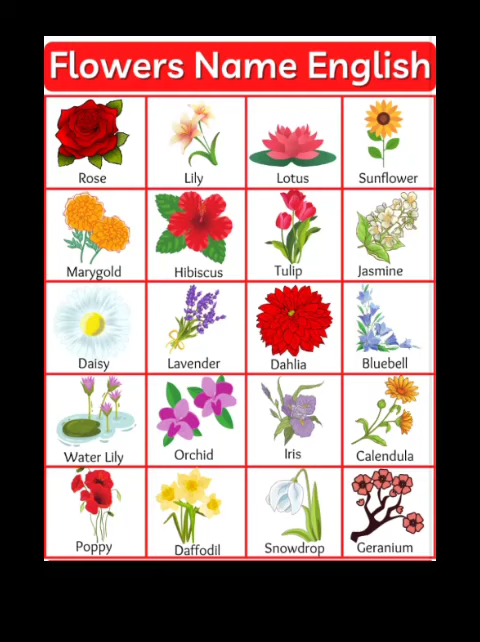 Flowers Name English
Rose
Lily
Lotus
Sunflower
Marygold
Hibiscus
Tulip
Jasmine
Daisy
Lavender
Dahlia
Bluebell
Water Lily
Orchid
Iris
Calendula
Poppy
Daffodil
Snowdrop
Geranium